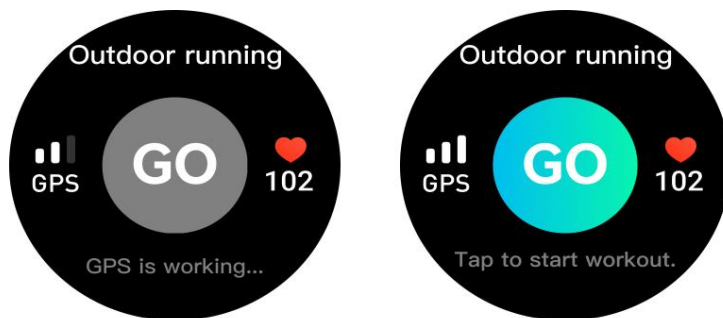 Outdoor running
GPS
GO
102
GPS is working...
Outdoor running
GPS
GO
102
Tap to start workout.